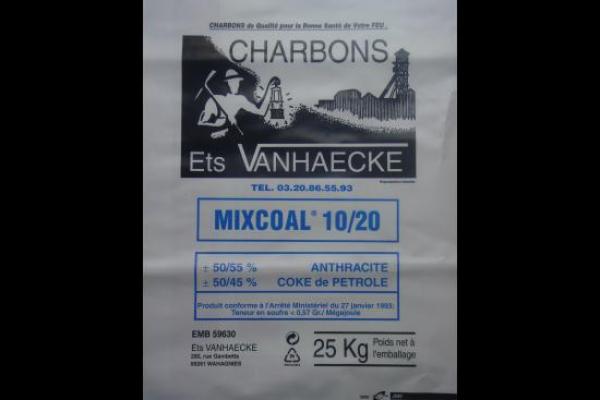 CHARBONS de Qualité pour la Bonne Santé de Votre FEU.
CHARBONS
Ets VANHAECKE
TEL. 03.20.86.55.93
MIXCOAL® 10/20
± 50/55 % ANTHRACITE
± 50/45 % COKE de PETROLE
Produit conforme à l'Arrêté Ministériel du 27 janvier 1993:
Teneur en soufre < 0,57 Gr./ Mégajoule
EMB 59630
Ets VANHAECKE
285, rue Gambetta
59261 WAHAGNIES
25 Kg Poids net à
l'emballage